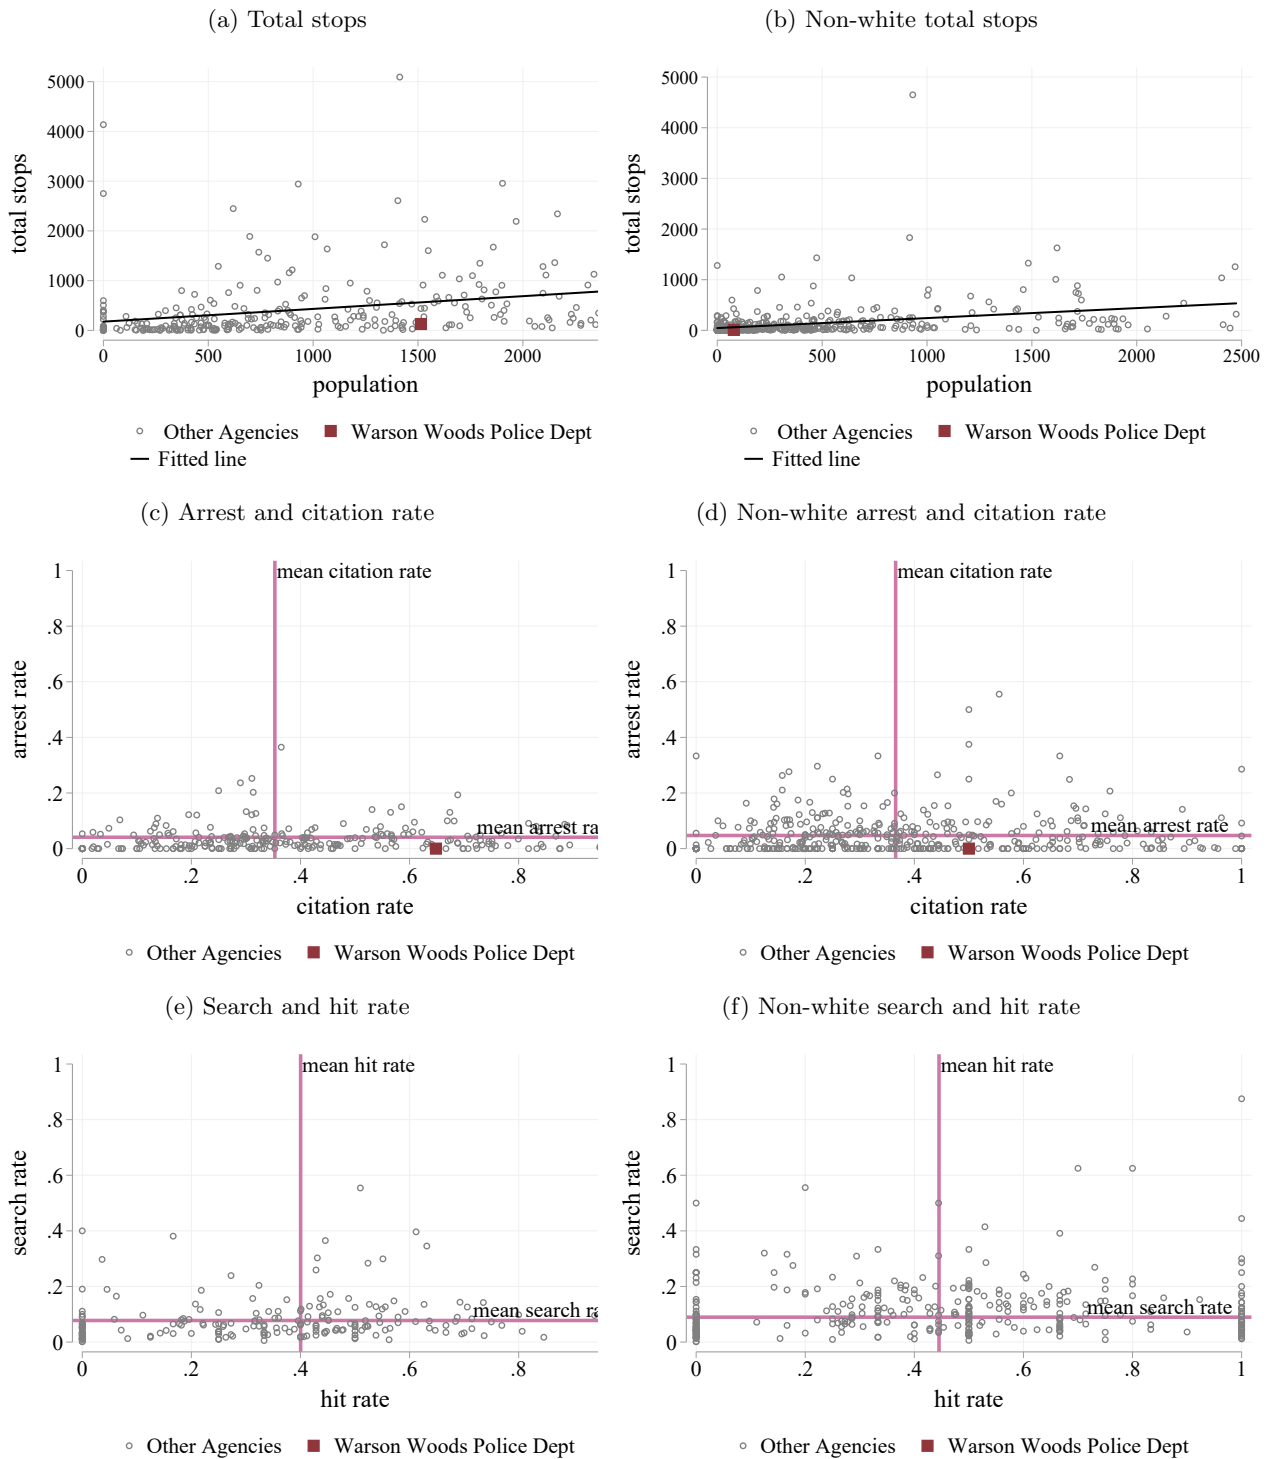 (a) Total stops
(b) Non-white total stops
total stops
5000
4000
3000
2000
1000
0
0
500
1000
1500
2000
population
Other Agencies
Warson Woods Police Dept
Fitted line
total stops
5000
4000
3000
2000
1000
0
0
500
1000
1500
2000
2500
population
Other Agencies
Warson Woods Police Dept
Fitted line
(c) Arrest and citation rate
(d) Non-white arrest and citation rate
arrest rate
1
.8
.6
.4
.2
0
mean citation rate
mean arrest ra
0
.2
.4
.6
.8
citation rate
Other Agencies
Warson Woods Police Dept
arrest rate
1
.8
.6
.4
.2
0
mean citation rate
mean arrest rate
0
.2
.4
.6
.8
1
citation rate
Other Agencies
Warson Woods Police Dept
(e) Search and hit rate
(f) Non-white search and hit rate
search rate
1
.8
.6
.4
.2
0
mean hit rate
mean search ra
0
.2
.4
.6
.8
hit rate
Other Agencies
Warson Woods Police Dept
search rate
1
.8
.6
.4
.2
0
mean hit rate
mean search rate
0
.2
.4
.6
.8
1
hit rate
Other Agencies
Warson Woods Police Dept